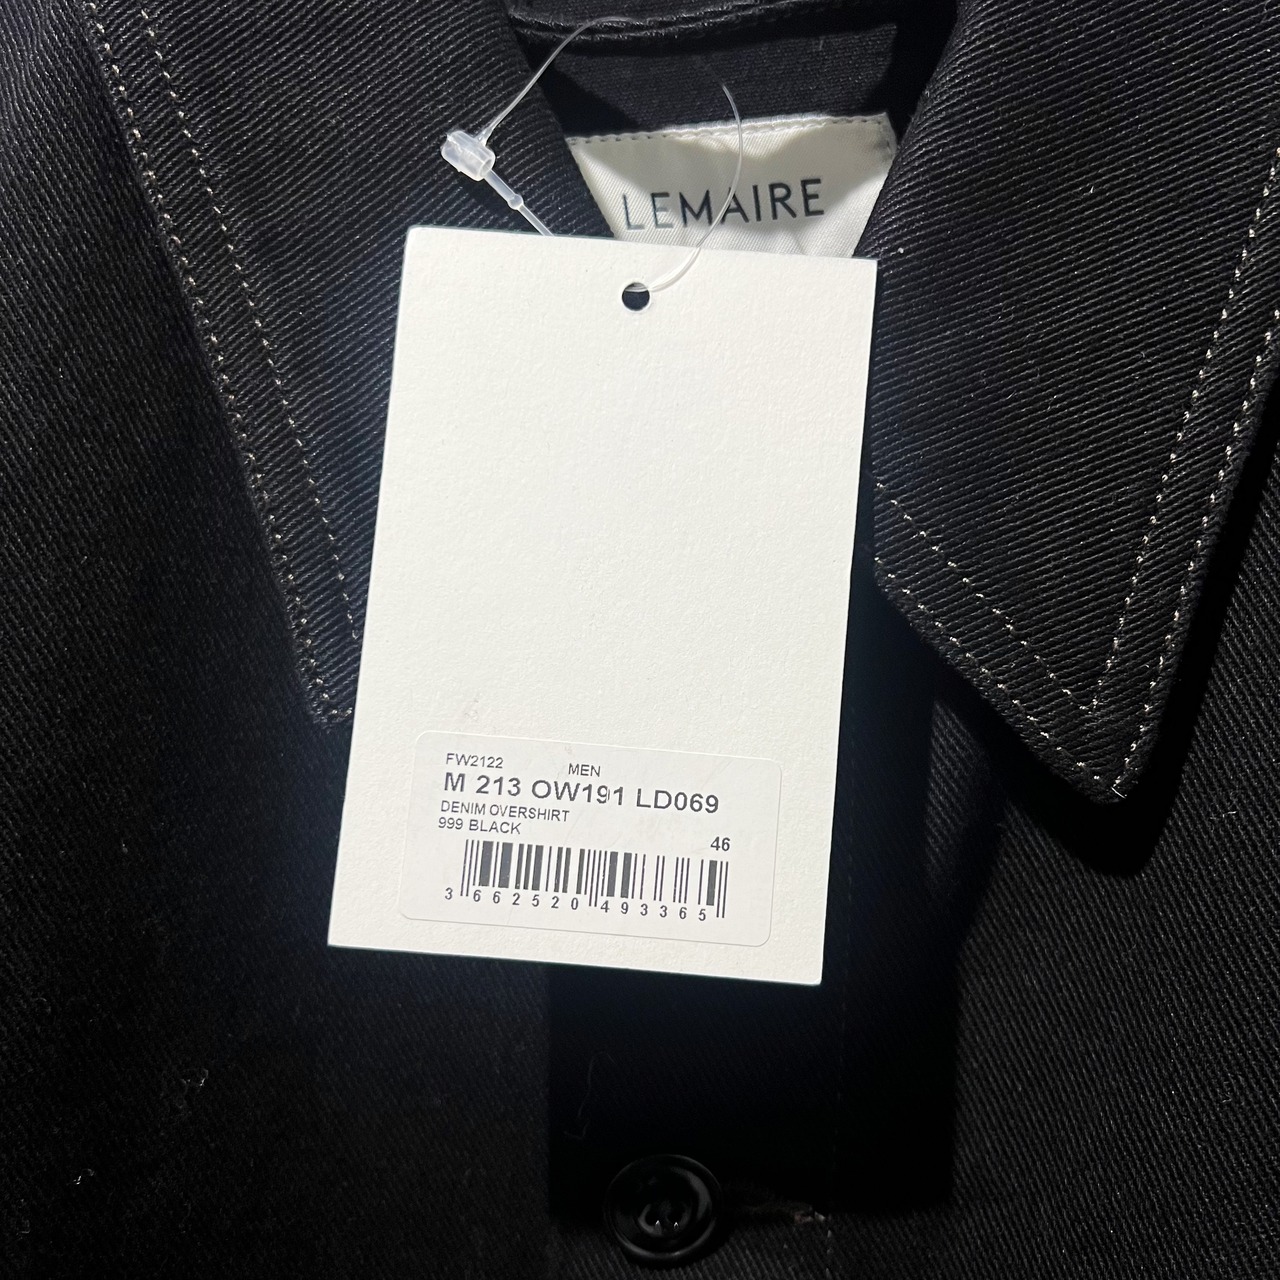 LEMAIRE
FW2122 MEN
M 213 OW191 LD069
DENIM OVERSHIRT
999 BLACK
46
3 662520 493365